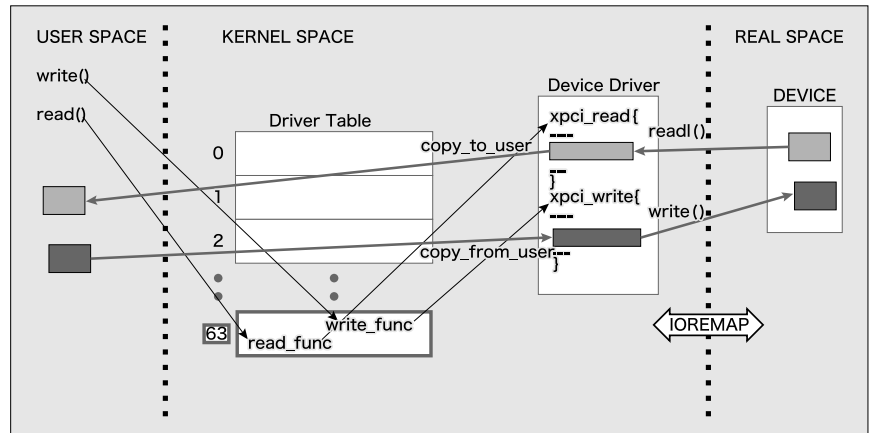 USER SPACE
KERNEL SPACE
REAL SPACE
write()
read()
Driver Table
0
1
2
63
write_func
read_func
copy_to_user
copy_from_user
Device Driver
xpci_read{
}
xpci_write{
}
readl()
write()
DEVICE
IOREMAP